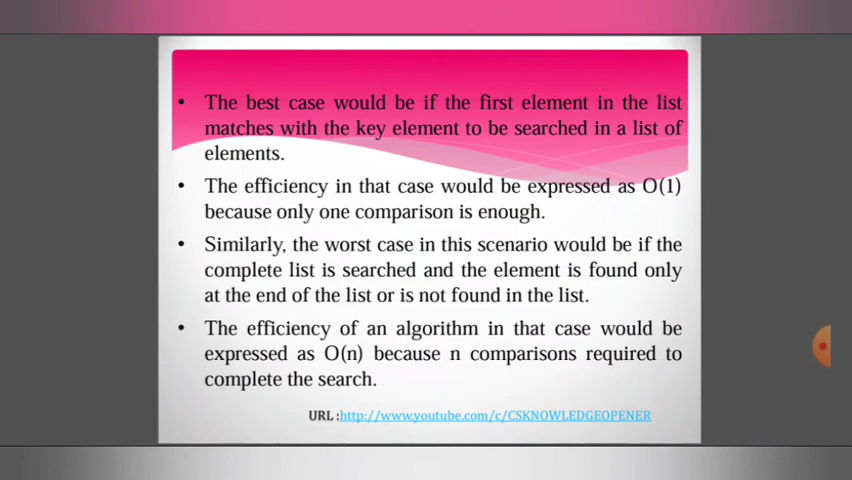 • The best case would be if the first element in the list
matches with the key element to be searched in a list of
elements.
• The efficiency in that case would be expressed as O(1)
because only one comparison is enough.
• Similarly, the worst case in this scenario would be if the
complete list is searched and the element is found only
at the end of the list or is not found in the list.
• The efficiency of an algorithm in that case would be
expressed as O(n) because n comparisons required to
complete the search.
URL:http://www.youtube.com/c/CSKNOWLEDGEOPENER